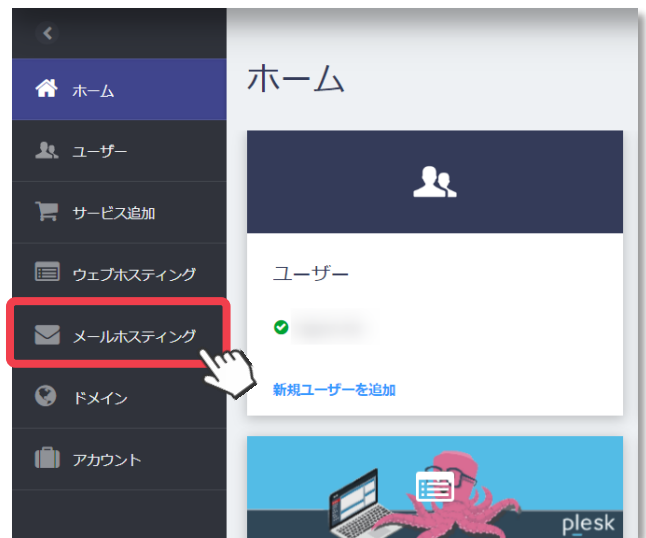 ホーム
ユーザー
サービス追加
ウェブホスティング
メールホスティング
ドメイン
アカウント
ホーム
ユーザー
新規ユーザーを追加
plesk